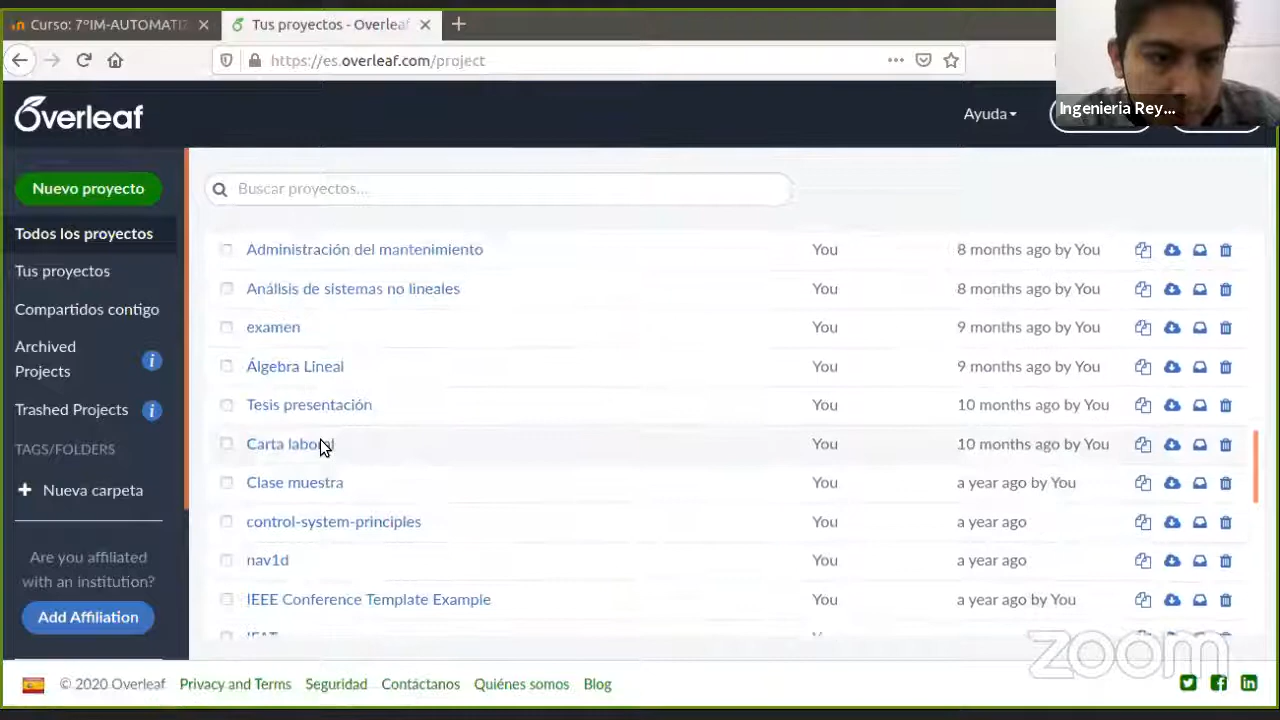 Curso: 7ºIM-AUTOMATIZ
Tus proyectos - Overleaf
https://es.overleaf.com/project
Ingenieria Rey...
Overleaf
Ayuda
Nuevo proyecto
Buscar proyectos...
Todos los proyectos
Tus proyectos
Compartidos contigo
Archived
Projects
Trashed Projects
TAGS/FOLDERS
Nueva carpeta
Are you affiliated
with an institution?
Add Affiliation
Administración del mantenimiento You 8 months ago by You
Análisis de sistemas no lineales You 8 months ago by You
examen You 9 months ago by You
Álgebra Lineal You 9 months ago by You
Tesis presentación You 10 months ago by You
Carta laboral You 10 months ago by You
Clase muestra You a year ago by You
control-system-principles You a year ago
nav1d You a year ago
IEEE Conference Template Example You a year ago by You
zoom
© 2020 Overleaf Privacy and Terms Seguridad Contáctanos Quiénes somos Blog